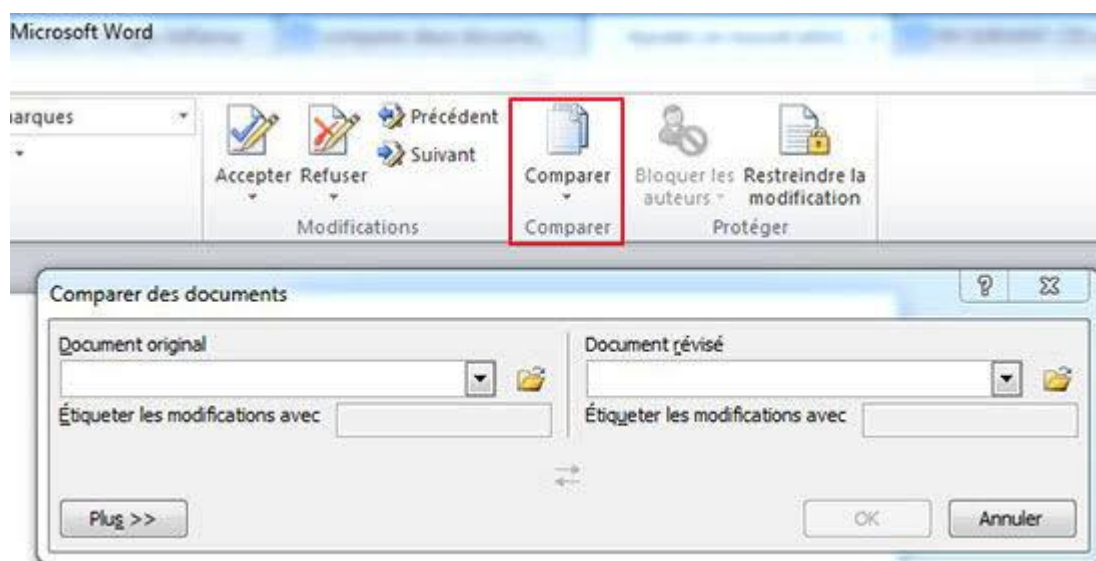 Microsoft Word
arques
Précédent
Suivant
Accepter Refuser
Comparer
Bloquer les auteurs
Restreindre la modification
Modifications
Comparer
Protéger
Comparer des documents
Document original
Document révisé
Étiqueter les modifications avec
Étiqueter les modifications avec
Plus >>
OK
Annuler